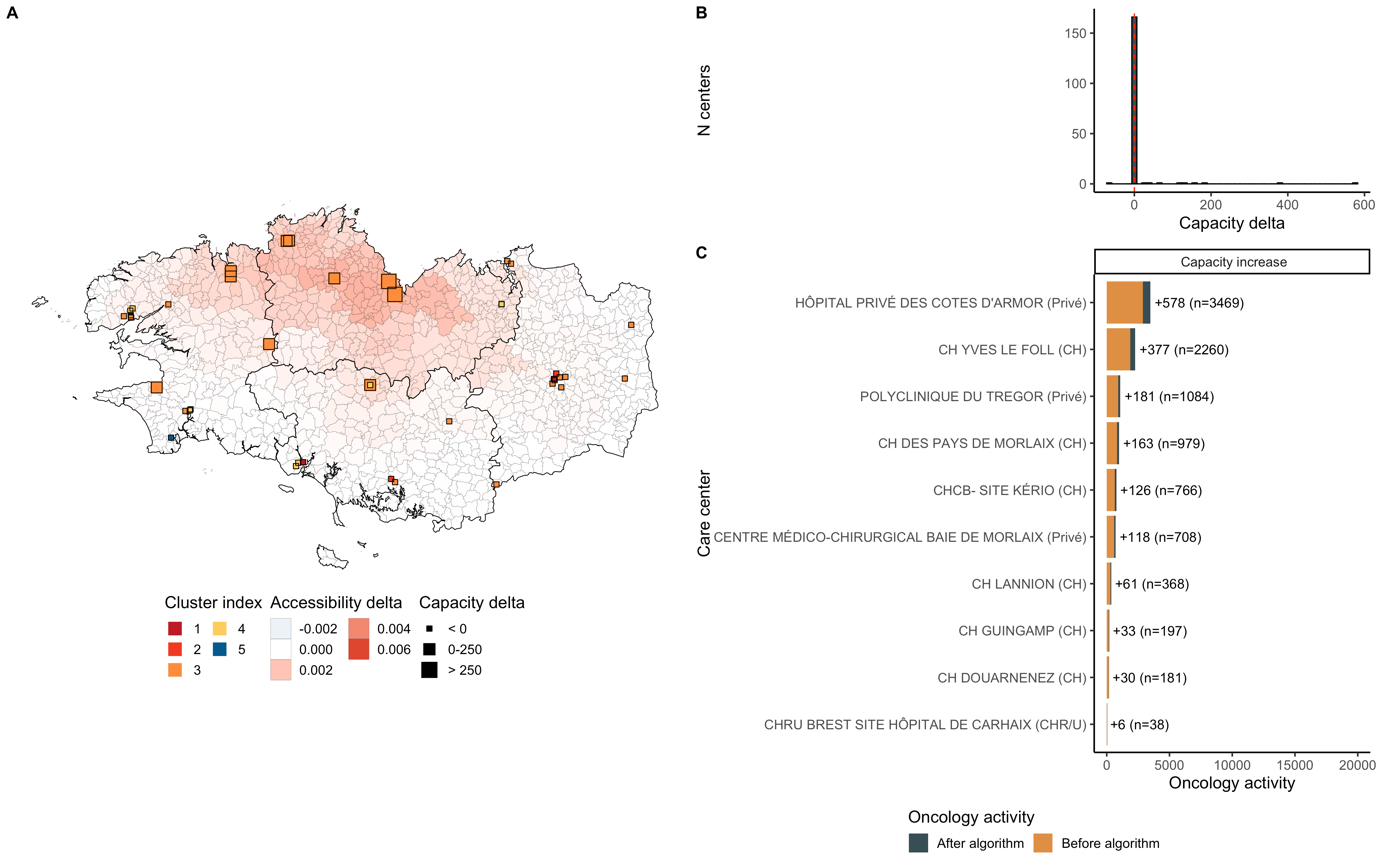 A
Cluster index
1
2
3
4
5
Accessibility delta
-0.002
0.000
0.002
0.004
0.006
Capacity delta
< 0
0-250
> 250
B
N centers
150
100
50
0
0
200
400
600
Capacity delta
C
Capacity increase
Care center
HÔPITAL PRIVÉ DES COTES D'ARMOR (Privé)
+578 (n=3469)
CH YVES LE FOLL (CH)
+377 (n=2260)
POLYCLINIQUE DU TREGOR (Privé)
+181 (n=1084)
CH DES PAYS DE MORLAIX (CH)
+163 (n=979)
CHCB- SITE KÉRIO (CH)
+126 (n=766)
CENTRE MÉDICO-CHIRURGICAL BAIE DE MORLAIX (Privé)
+118 (n=708)
CH LANNION (CH)
+61 (n=368)
CH GUINGAMP (CH)
+33 (n=197)
CH DOUARNENEZ (CH)
+30 (n=181)
CHRU BREST SITE HÔPITAL DE CARHAIX (CHR/U)
+6 (n=38)
0
5000
10000
15000
20000
Oncology activity
Oncology activity
After algorithm
Before algorithm